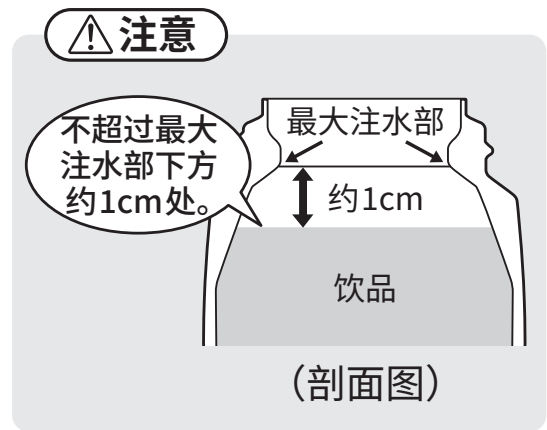 注意
不超过最大
注水部下方
约1cm处。
最大注水部
约1cm
饮品
（剖面图）